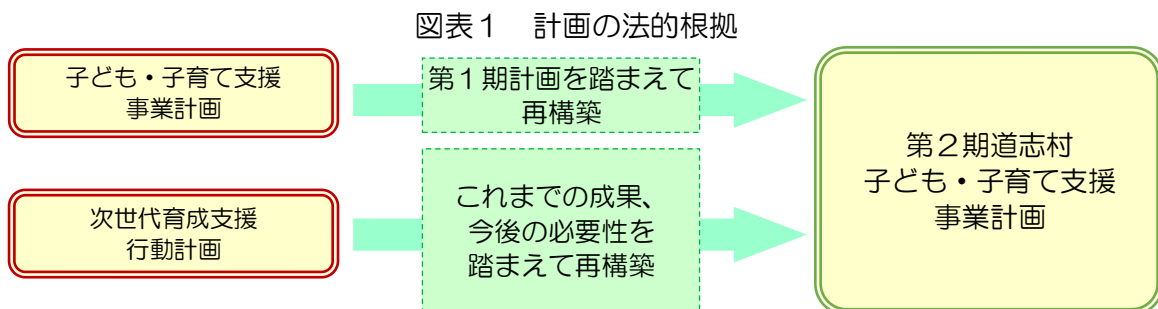 図表１　計画の法的根拠
子ども・子育て支援
事業計画
第１期計画を踏まえて
再構築
次世代育成支援
行動計画
これまでの成果、
今後の必要性を
踏まえて再構築
第２期道志村
子ども・子育て支援
事業計画